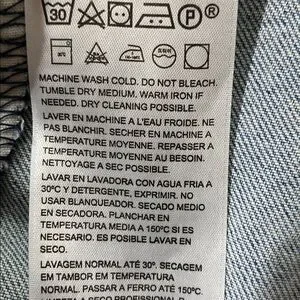 30 P ®
MACHINE WASH COLD. DO NOT BLEACH.
TUMBLE DRY MEDIUM. WARM IRON IF
NEEDED. DRY CLEANING POSSIBLE.
LAVER EN MACHINE A L'EAU FROIDE. NE
PAS BLANCHIR. SECHER EN MACHINE A
TEMPERATURE MOYENNE. REPASSER A
TEMPERATURE MOYENNE AU BESOIN.
NETTOYAGE A SEC POSSIBLE.
LAVAR EN LAVADORA CON AGUA FRIA A
30ºC Y DETERGENTE, EXPRIMIR. NO
USAR BLANQUEADOR. SECADO MEDIO
EN SECADORA. PLANCHAR EN
TEMPERATURA MEDIA A 150ºC SI ES
NECESARIO. ES POSIBLE LAVAR EN
SECO.
LAVAGEM NORMAL ATÉ 30º. SECAGEM
EM TAMBOR EM TEMPERATURA
NORMAL. PASSAR A FERRO ATÉ 150ºC.